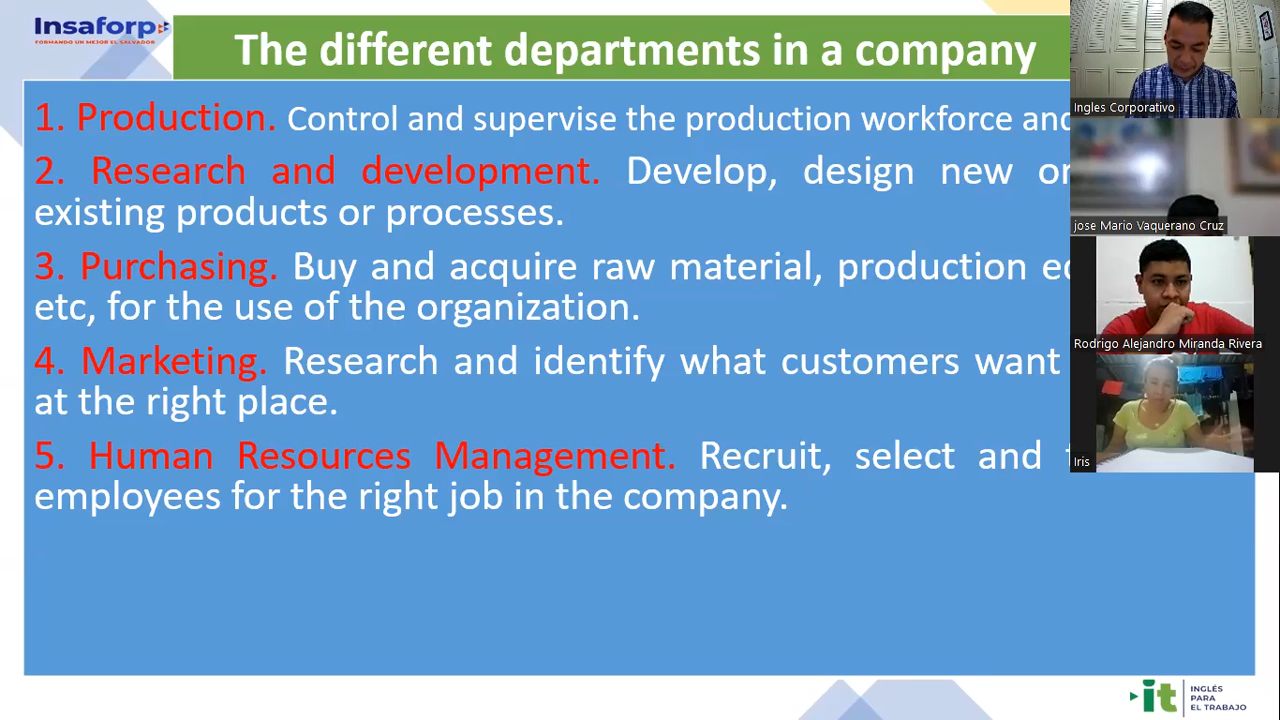 Insaforp
FORMANDO UN MEJOR EL SALVADOR
The different departments in a company
1. Production. Control and supervise the production workforce and
2. Research and development. Develop, design new or
existing products or processes.
3. Purchasing. Buy and acquire raw material, production
etc, for the use of the organization.
4. Marketing. Research and identify what customers want
at the right place.
5. Human Resources Management. Recruit, select and
employees for the right job in the company.
Ingles Corporativo
jose Mario Vaquerano Cruz
Rodrigo Alejandro Miranda Rivera
Iris
it
INGLÉS
PARA
EL TRABAJO